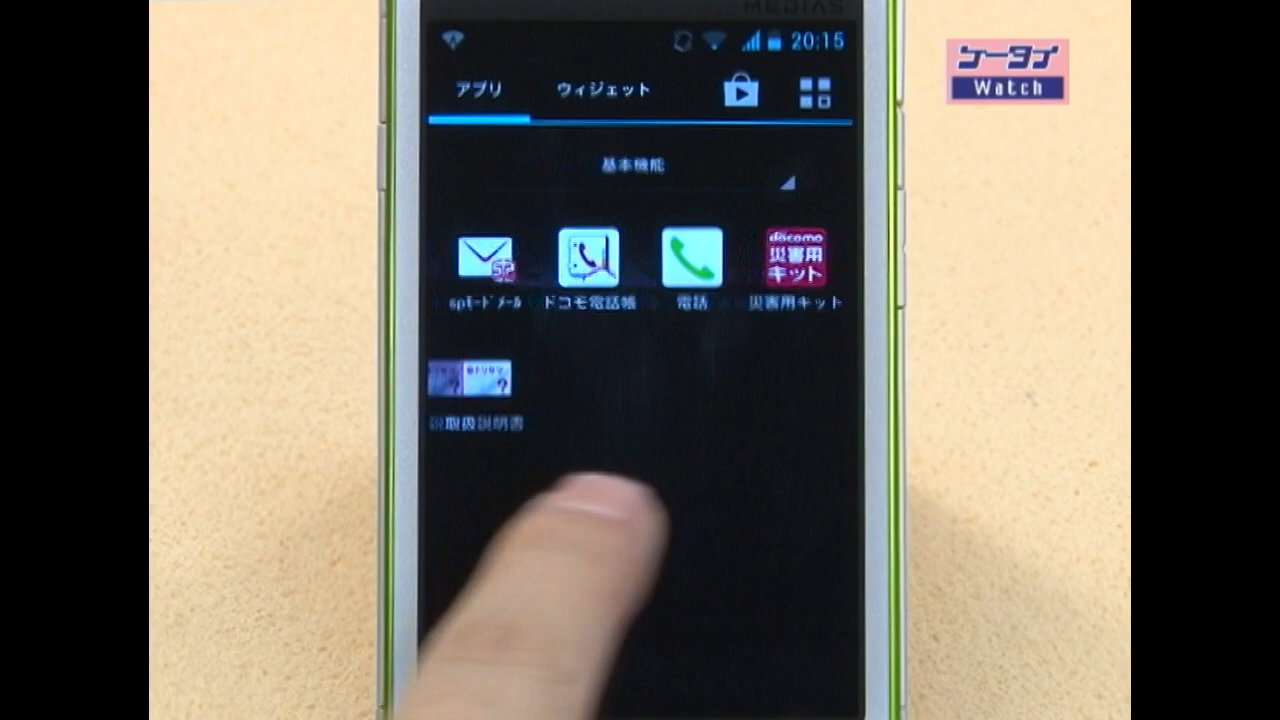 MEDIAS
20:15
ケータイ
Watch
アプリ
ウィジェット
基本機能
docomo
災害用
キット
SP
spﾓｰﾄﾞﾒｰﾙ
ドコモ電話帳
電話
災害用キット
取扱説明書